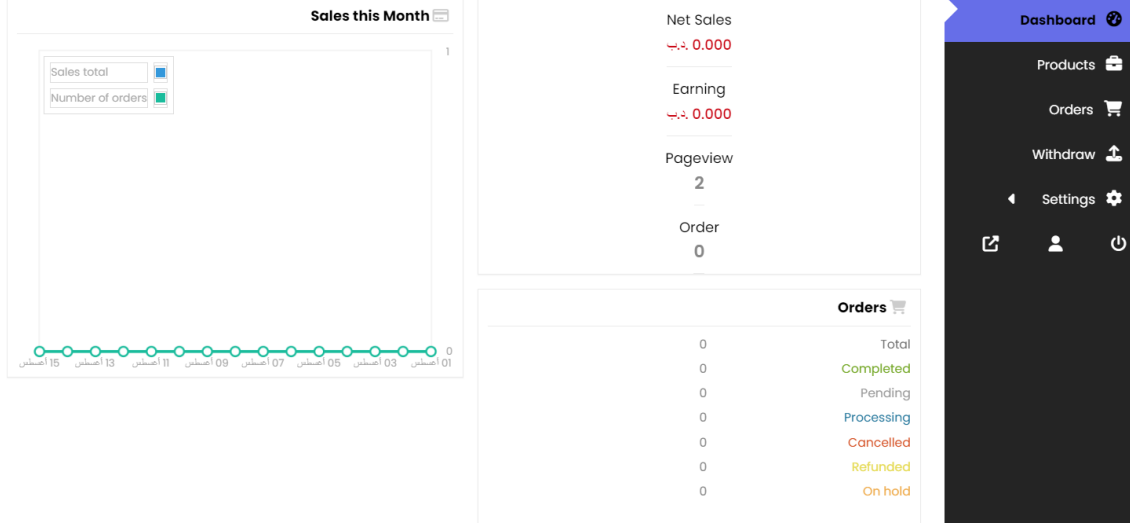 Dashboard
Products
Orders
Withdraw
Settings
Net Sales
0.000 .د.ب
Earning
0.000 .د.ب
Pageview
2
Order
0
Orders
Total 0
Completed 0
Pending 0
Processing 0
Cancelled 0
Refunded 0
On hold 0
Sales this Month
1
Sales total
Number of orders
0
01 أغسطس 03 أغسطس 05 أغسطس 07 أغسطس 09 أغسطس 11 أغسطس 13 أغسطس 15 أغسطس